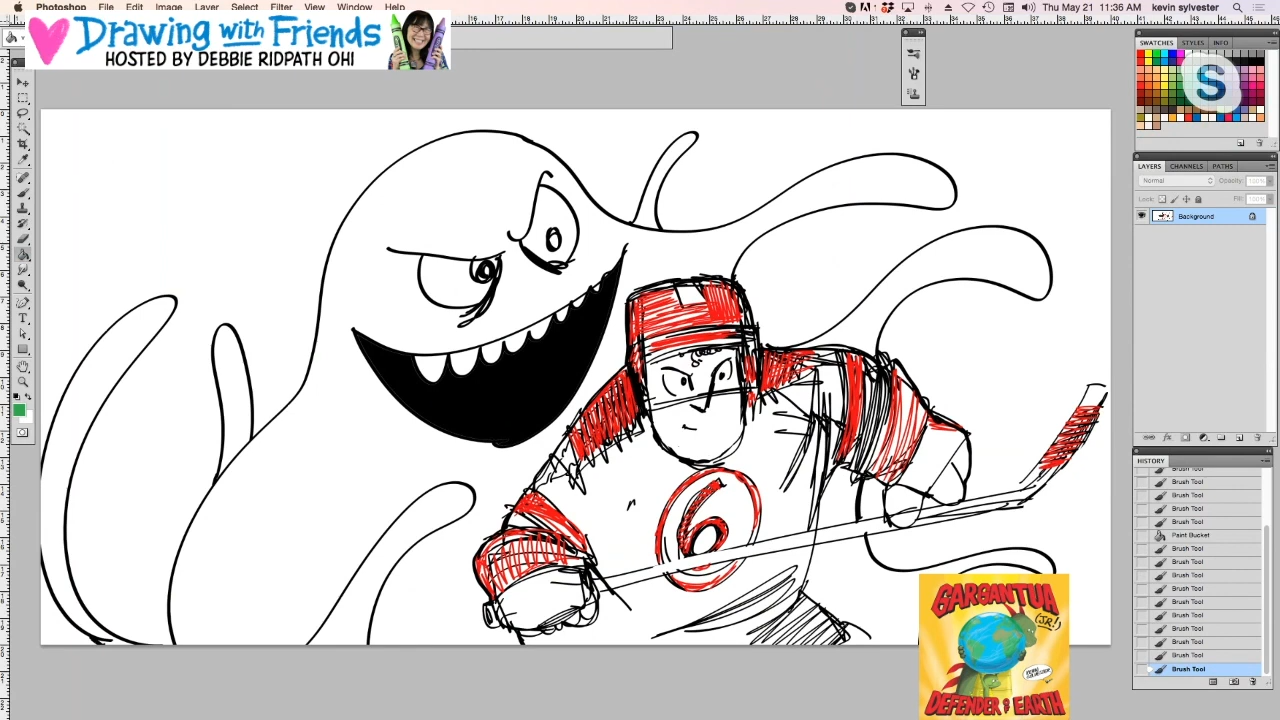 Photoshop File Edit Image Layer Select Filter View Window Help
Thu May 21 11:36 AM kevin sylvester
Drawing with Friends
HOSTED BY DEBBIE RIDPATH OHI
SWATCHES STYLES INFO
S
LAYERS CHANNELS PATHS
Normal Opacity: 100%
Lock: Fill: 100%
Background
6
HISTORY
Brush Tool
Brush Tool
Brush Tool
Brush Tool
Brush Tool
Paint Bucket
Brush Tool
Brush Tool
Brush Tool
Brush Tool
Brush Tool
Brush Tool
Brush Tool
Brush Tool
Brush Tool
Brush Tool
GARGANTUA
(JR!)
DEFENDER OF EARTH